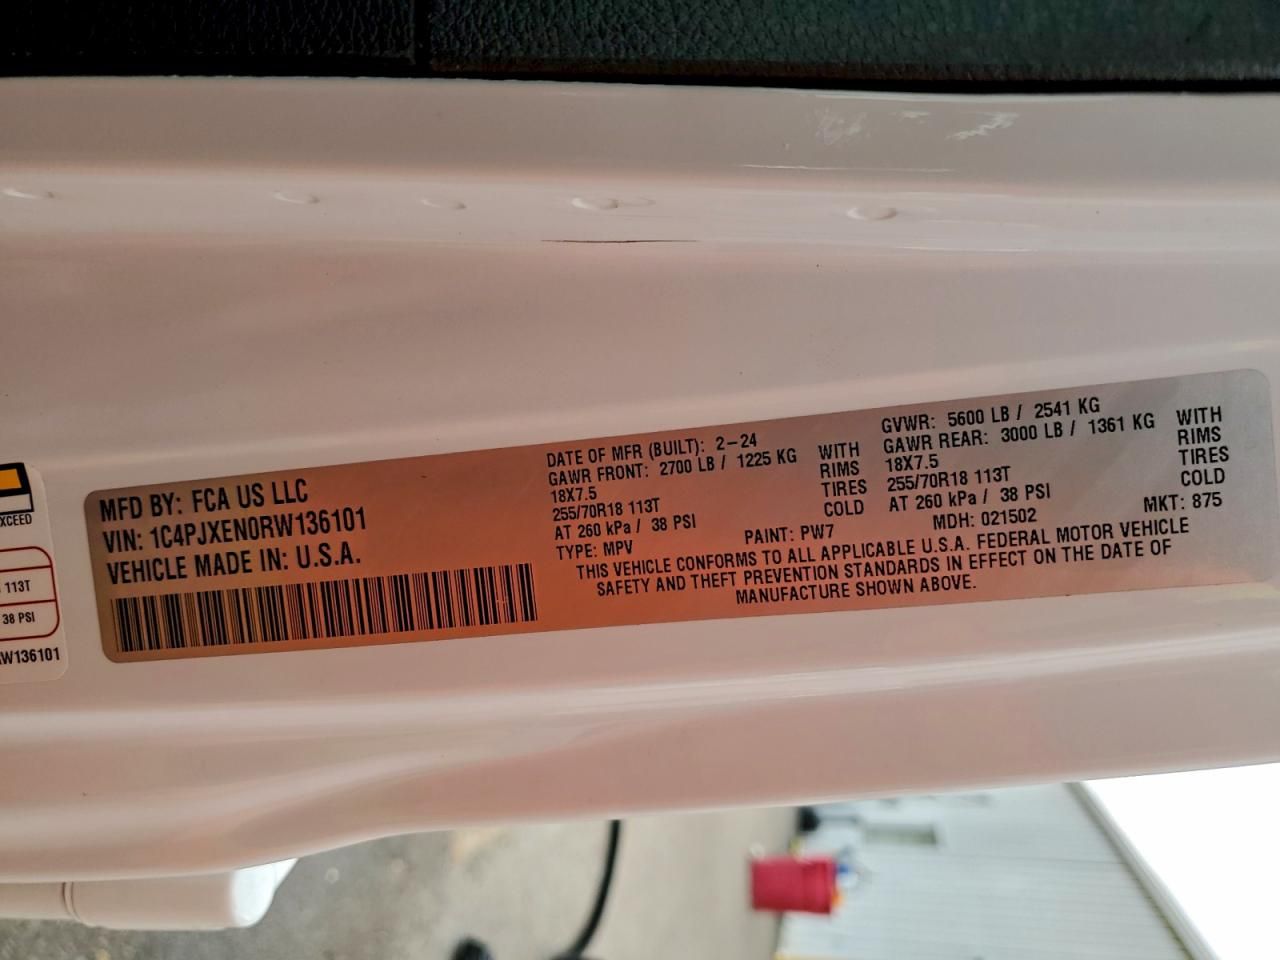 XCEED
113T
38 PSI
W136101
MFD BY: FCA US LLC
VIN: 1C4PJXEN0RW136101
VEHICLE MADE IN: U.S.A.
DATE OF MFR (BUILT): 2-24
GAWR FRONT: 2700 LB / 1225 KG WITH
18X7.5 RIMS
255/70R18 113T TIRES
AT 260 kPa / 38 PSI COLD
TYPE: MPV
PAINT: PW7
GVWR: 5600 LB / 2541 KG
GAWR REAR: 3000 LB / 1361 KG WITH
18X7.5 RIMS
255/70R18 113T TIRES
AT 260 kPa / 38 PSI COLD
MDH: 021502 MKT: 875
THIS VEHICLE CONFORMS TO ALL APPLICABLE U.S.A. FEDERAL MOTOR VEHICLE
SAFETY AND THEFT PREVENTION STANDARDS IN EFFECT ON THE DATE OF
MANUFACTURE SHOWN ABOVE.